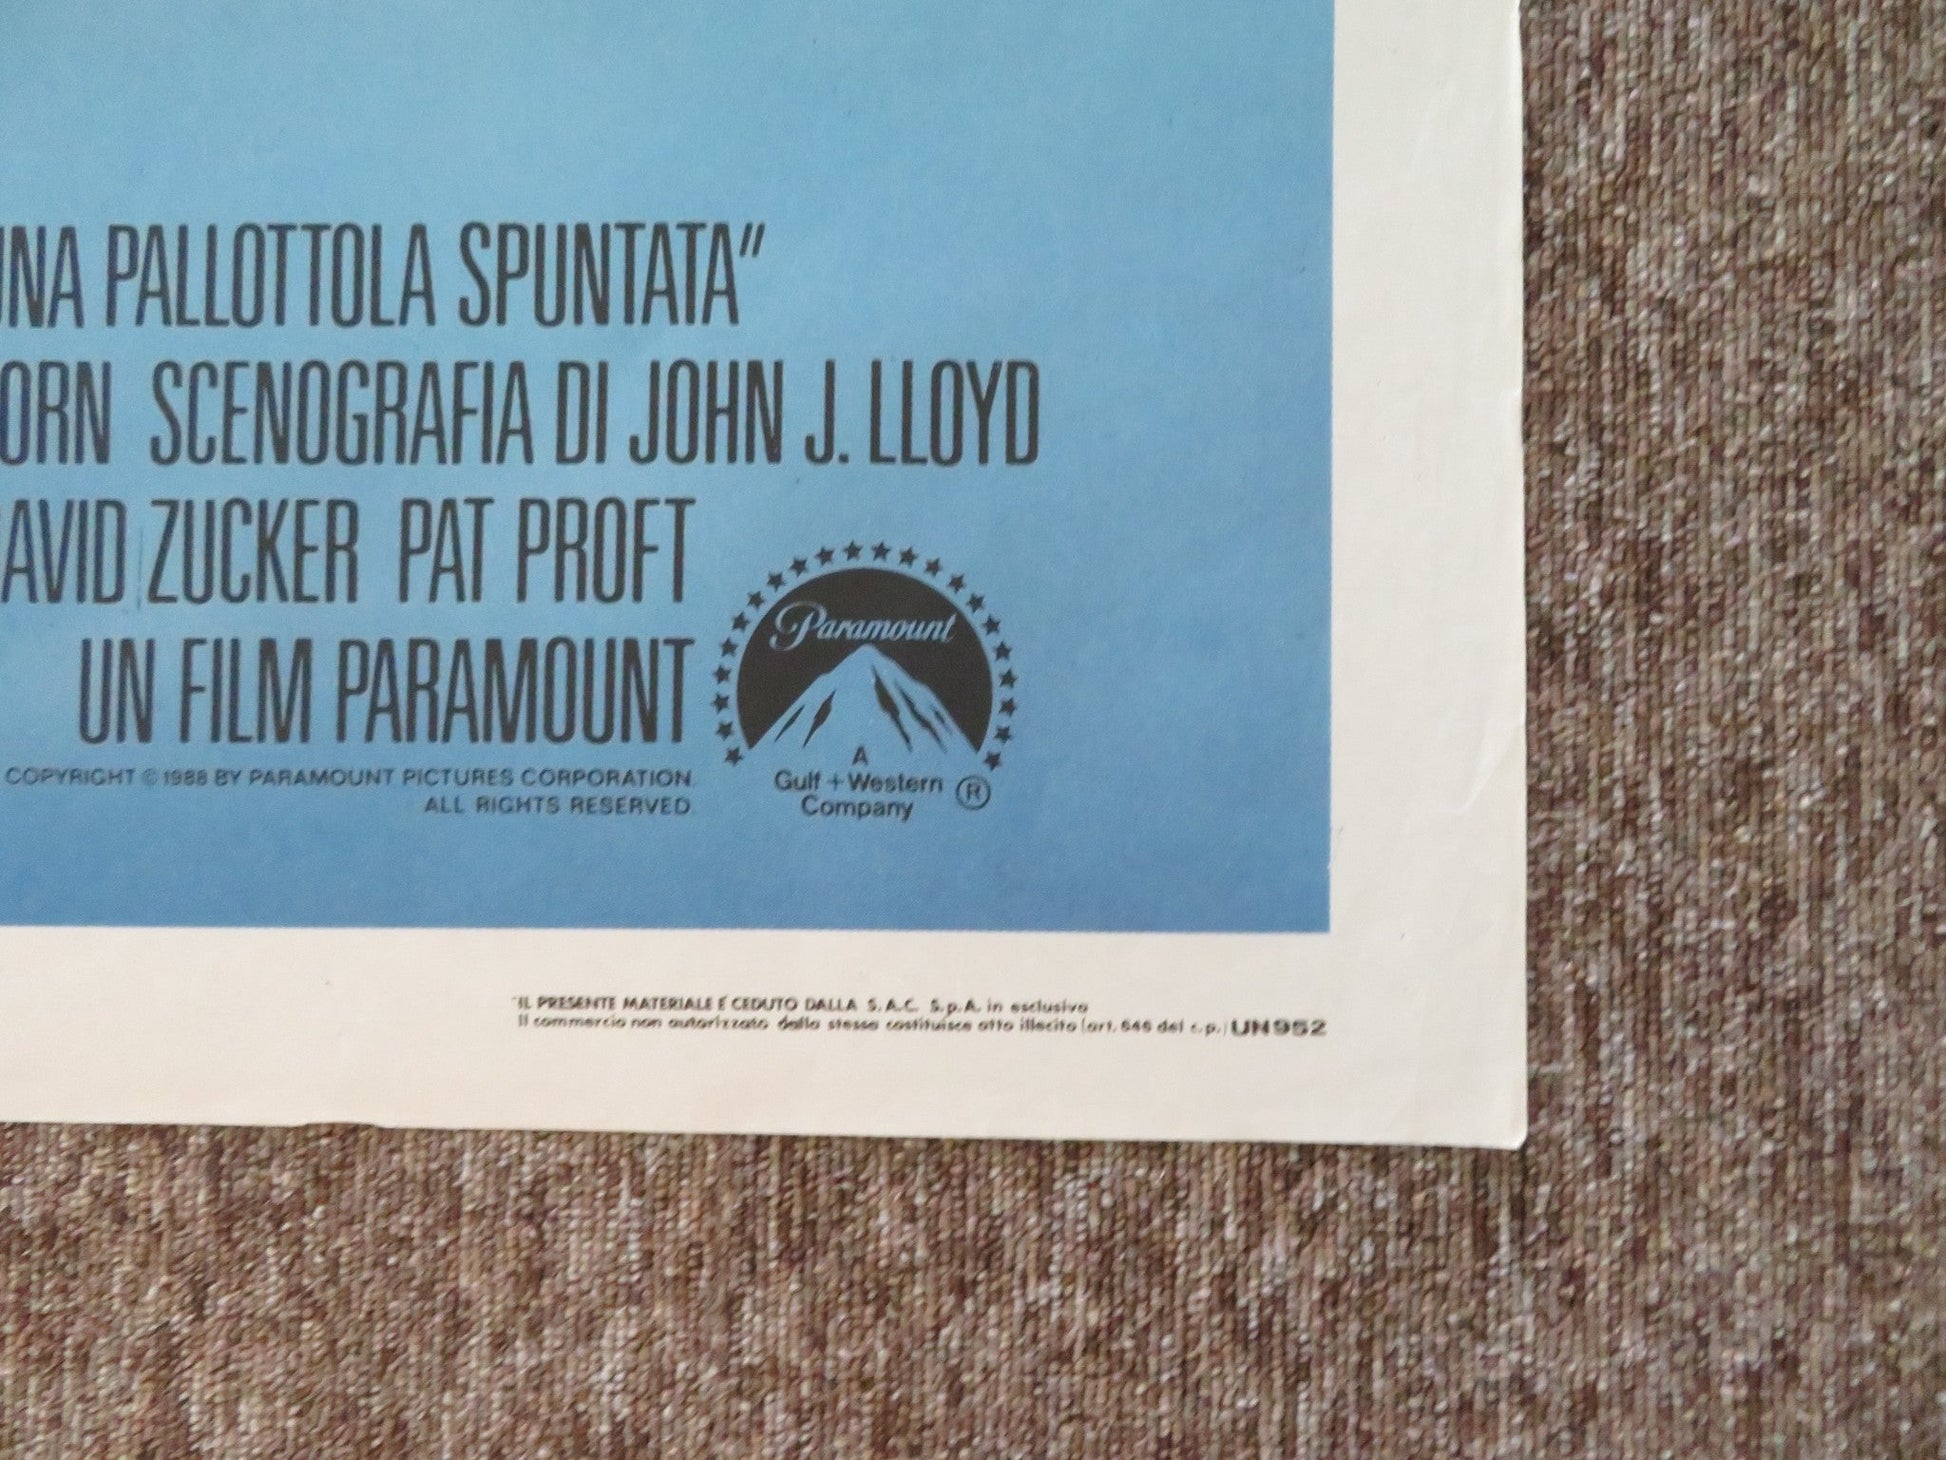 UNA PALLOTTOLA SPUNTATA"
ORN SCENOGRAFIA DI JOHN J. LLOYD
DAVID ZUCKER PAT PROFT
UN FILM PARAMOUNT
COPYRIGHT © 1988 BY PARAMOUNT PICTURES CORPORATION.
ALL RIGHTS RESERVED.
Paramount
A
Gulf + Western
Company ®
"IL PRESENTE MATERIALE È CEDUTO DALLA S.A.C. S.p.A. in esclusiva
Il commercio non autorizzato dalla stessa costituisce atto illecito (art. 646 del c.p.) UN952